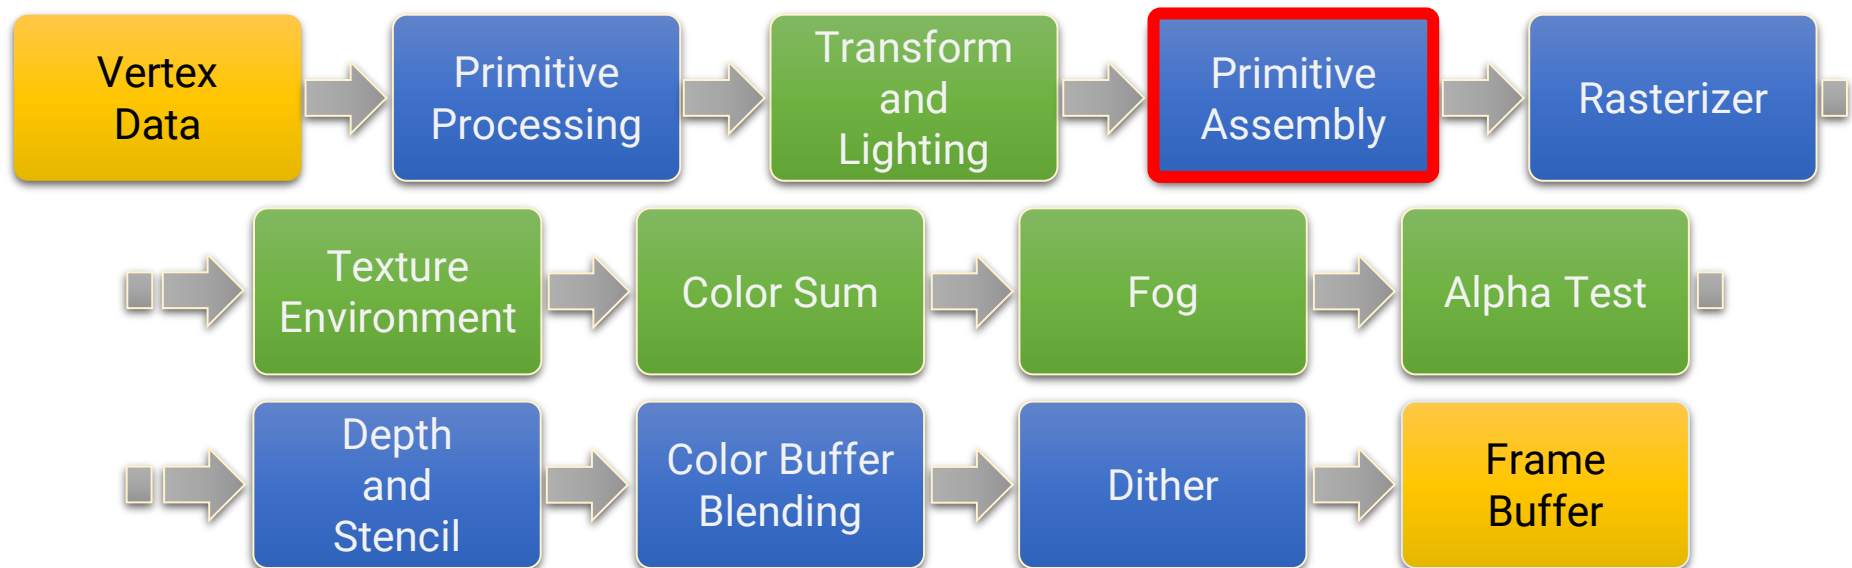 Vertex
Data
Primitive
Processing
Transform
and
Lighting
Primitive
Assembly
Rasterizer
Texture
Environment
Color Sum
Fog
Alpha Test
Depth
and
Stencil
Color Buffer
Blending
Dither
Frame
Buffer